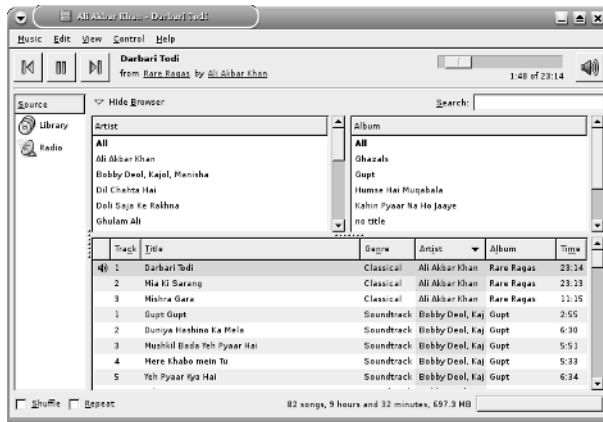 Ali Akbar Khan - Darbari Todi
Music Edit View Control Help
Darbari Todi
from Rare Ragas by Ali Akbar Khan
1:48 of 23:14
Source
Library
Radio
Hide Browser
Search:
Artist
All
Ali Akbar Khan
Bobby Deol, Kajol, Manisha
Dil Chahta Hai
Doli Saja Ke Rakhna
Ghulam Ali
Album
All
Ghazals
Gupt
Humse Hai Muqabala
Kahin Pyaar Na Ho Jaaye
no title
Track Title Genre Artist Album Time
1 Darbari Todi Classical Ali Akbar Khan Rare Ragas 23:14
2 Mia Ki Sarang Classical Ali Akbar Khan Rare Ragas 23:13
3 Mishra Gara Classical Ali Akbar Khan Rare Ragas 11:15
1 Gupt Gupt Soundtrack Bobby Deol, Kaj Gupt 2:55
2 Duniya Hashino Ka Mela Soundtrack Bobby Deol, Kaj Gupt 6:30
3 Mushkil Bada Yeh Pyaar Hai Soundtrack Bobby Deol, Kaj Gupt 5:51
4 Mere Khabo mein Tu Soundtrack Bobby Deol, Kaj Gupt 5:33
5 Yeh Pyaar Kya Hai Soundtrack Bobby Deol, Kaj Gupt 6:34
Shuffle Repeat
82 songs, 9 hours and 32 minutes, 697.3 MB